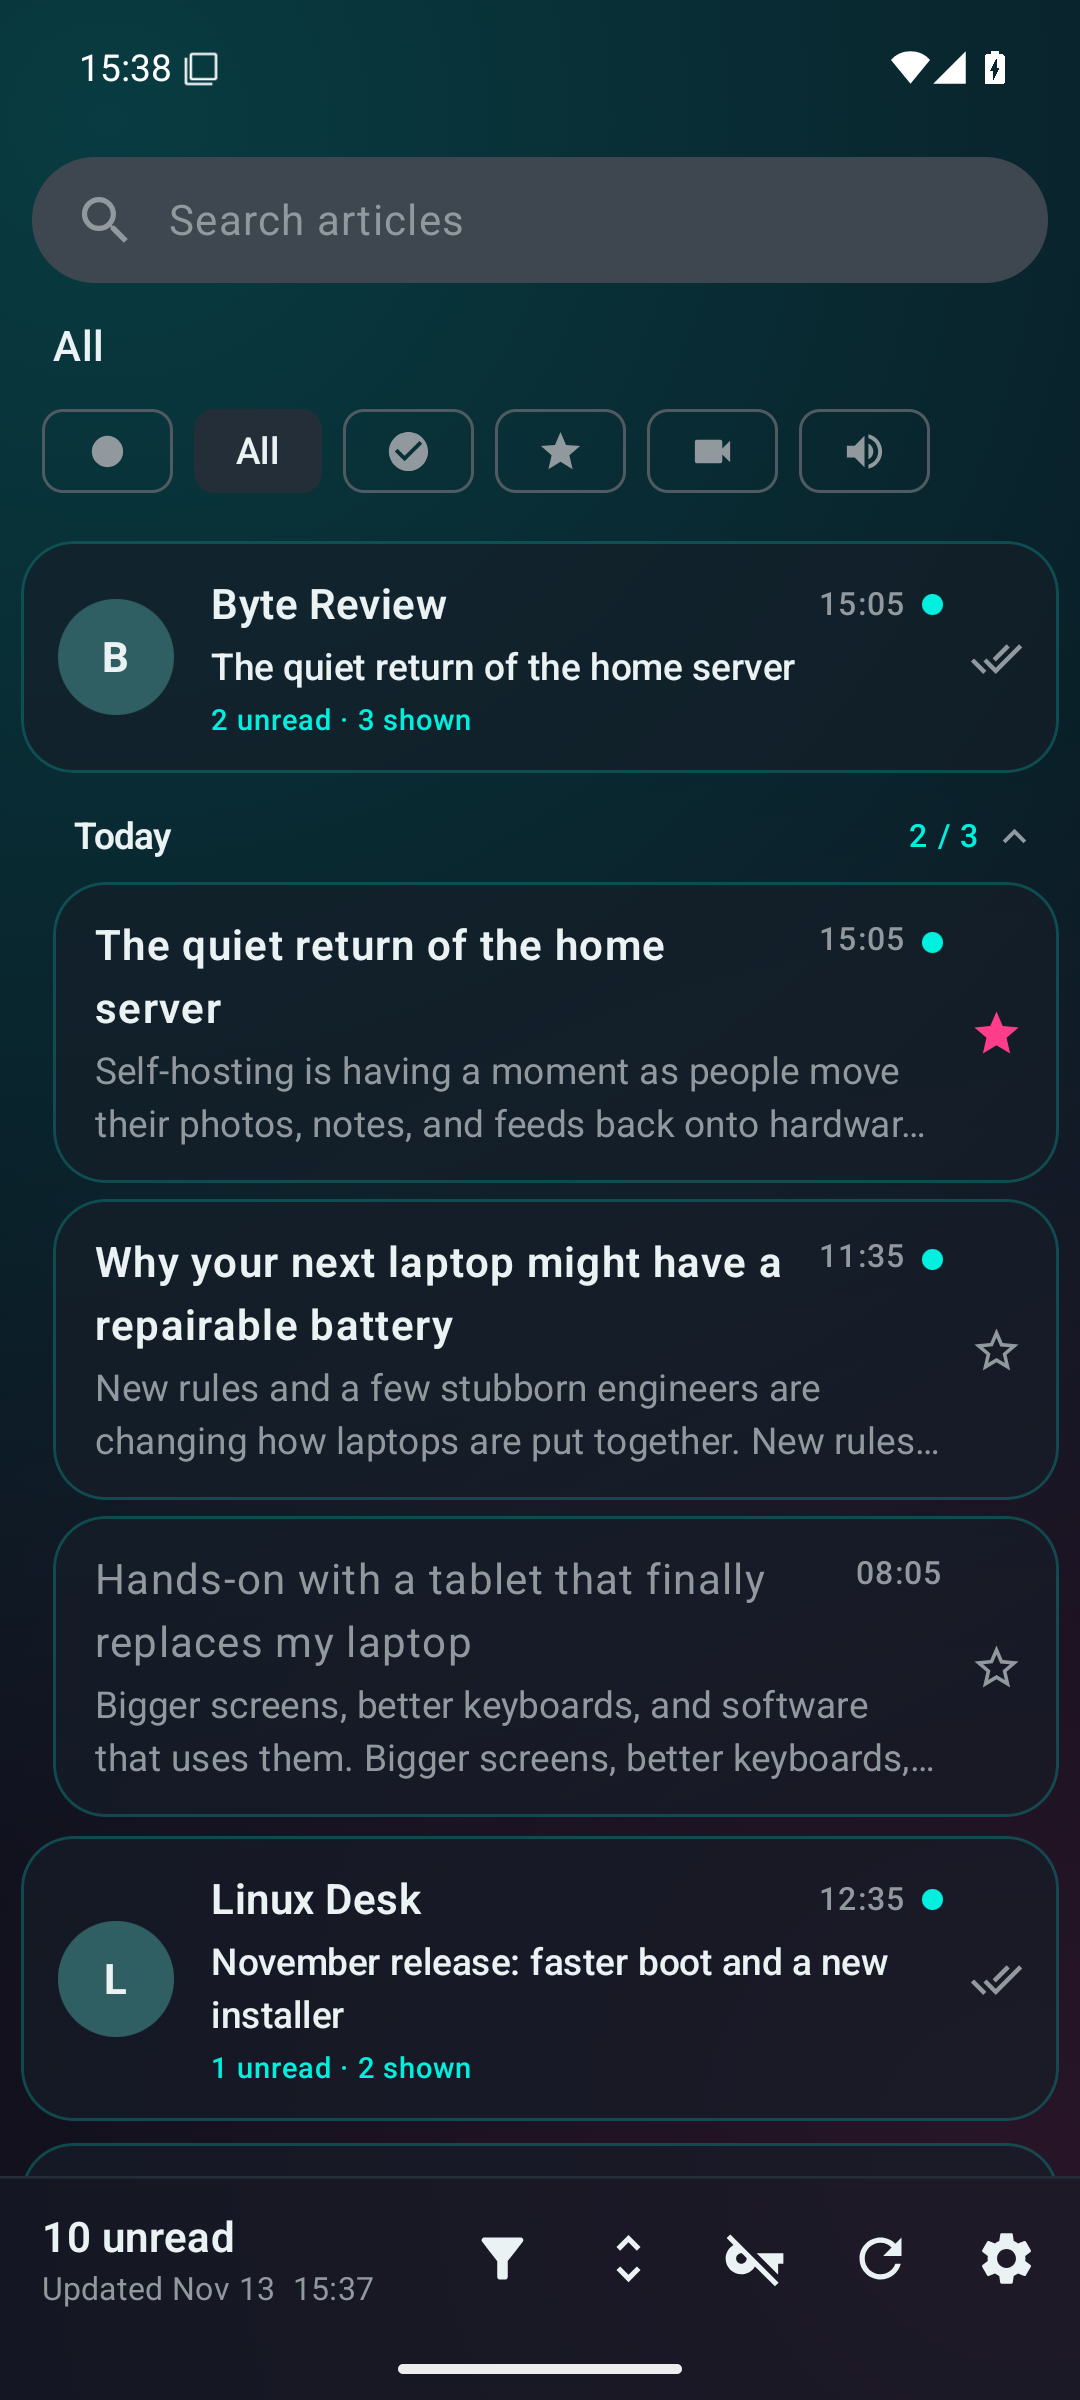 15:38
Search articles
All
All
B
Byte Review
15:05
The quiet return of the home server
2 unread · 3 shown
Today
2 / 3
The quiet return of the home
server
15:05
Self-hosting is having a moment as people move
their photos, notes, and feeds back onto hardwar…
Why your next laptop might have a
repairable battery
11:35
New rules and a few stubborn engineers are
changing how laptops are put together. New rules…
Hands-on with a tablet that finally
replaces my laptop
08:05
Bigger screens, better keyboards, and software
that uses them. Bigger screens, better keyboards,…
L
Linux Desk
12:35
November release: faster boot and a new
installer
1 unread · 2 shown
10 unread
Updated Nov 13 15:37